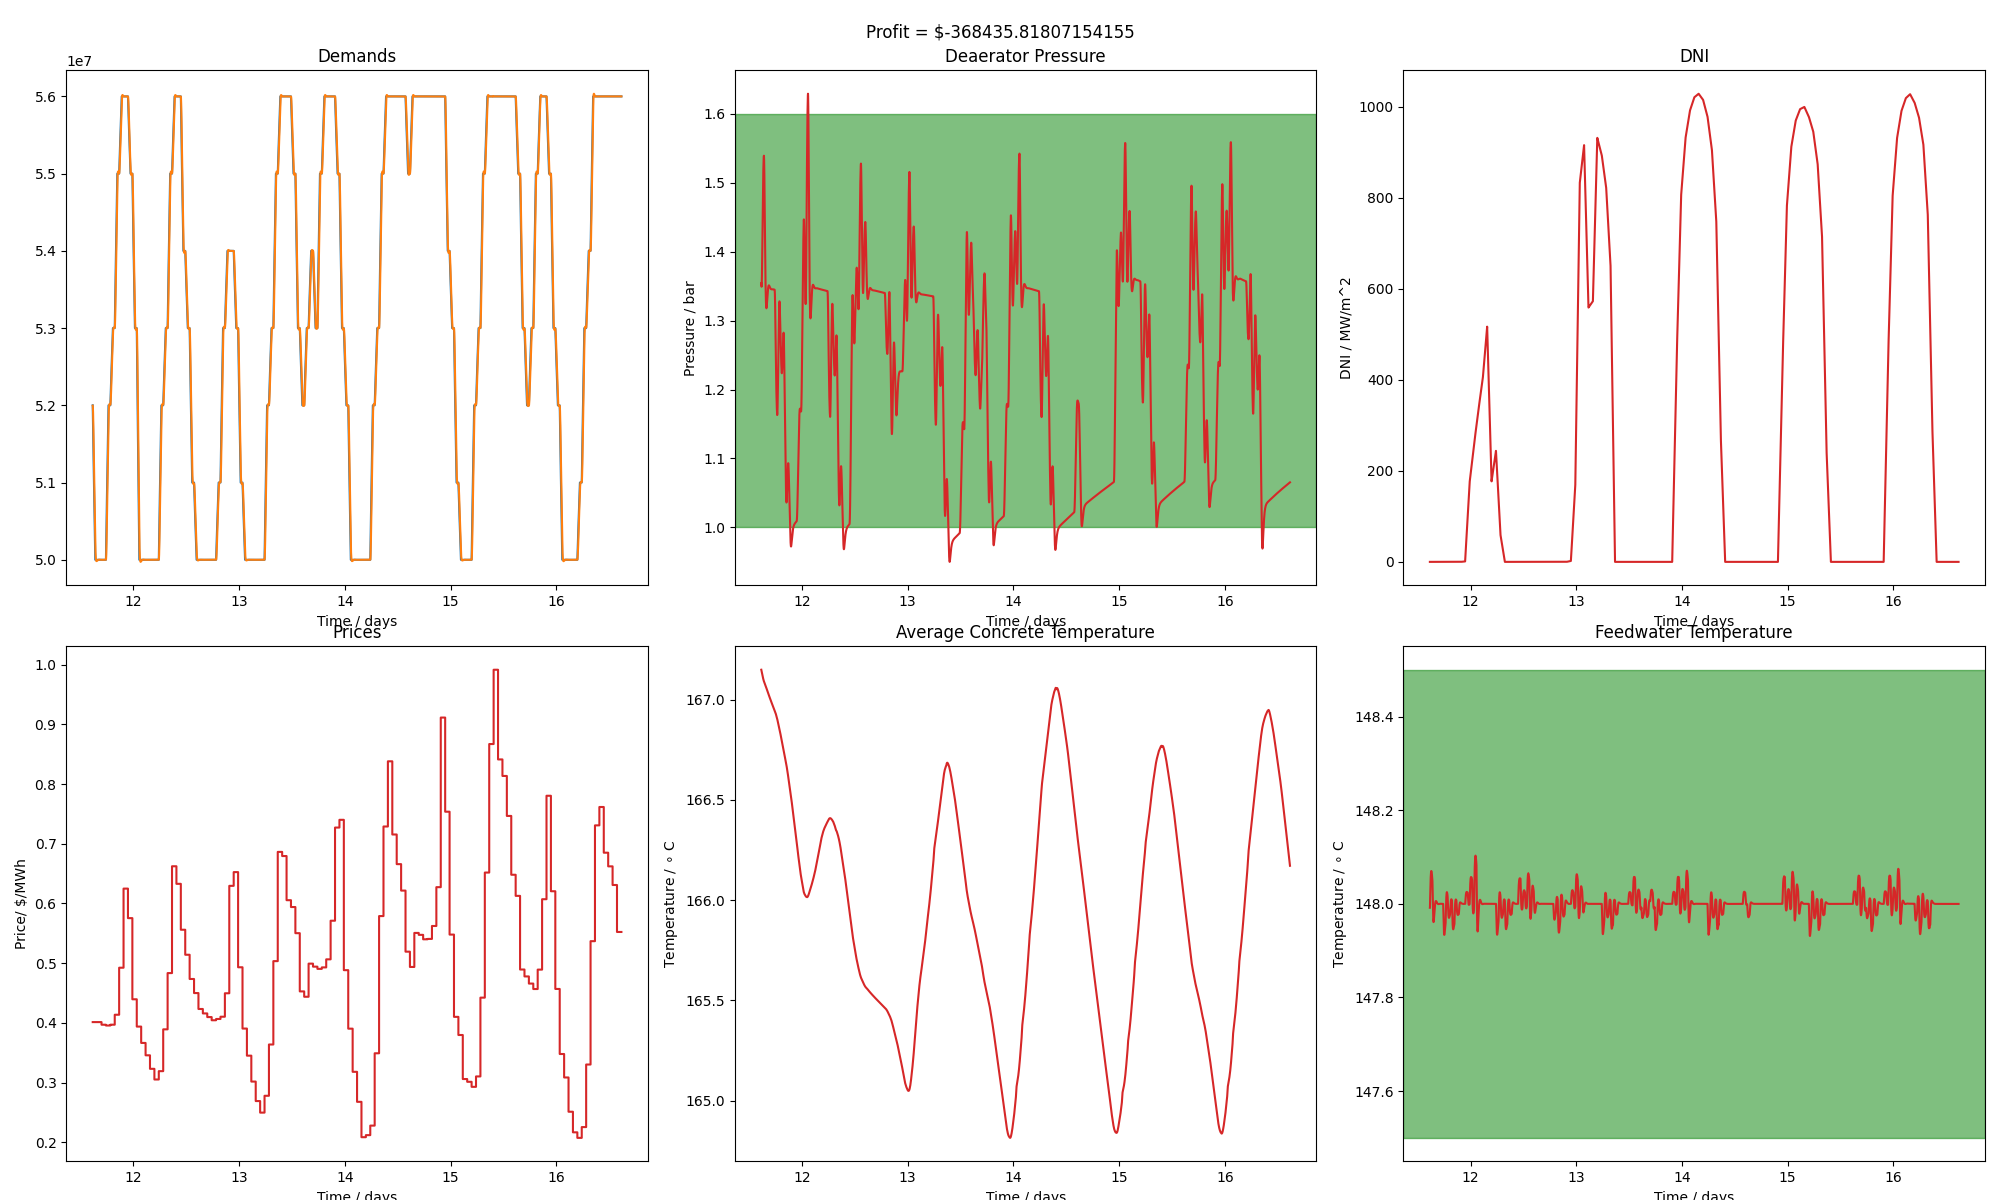 Profit = $-368435.81807154155
Demands
1e7
5.6
5.5
5.4
5.3
5.2
5.1
5.0
12 13 14 15 16
Time / days
Deaerator Pressure
Pressure / bar
1.6
1.5
1.4
1.3
1.2
1.1
1.0
12 13 14 15 16
Time / days
DNI
DNI / MW/m^2
1000
800
600
400
200
0
12 13 14 15 16
Time / days
Prices
Price/ $/MWh
1.0
0.9
0.8
0.7
0.6
0.5
0.4
0.3
0.2
12 13 14 15 16
Time / days
Average Concrete Temperature
Temperature / ∘ C
167.0
166.5
166.0
165.5
165.0
12 13 14 15 16
Time / days
Feedwater Temperature
Temperature / ∘ C
148.4
148.2
148.0
147.8
147.6
12 13 14 15 16
Time / days